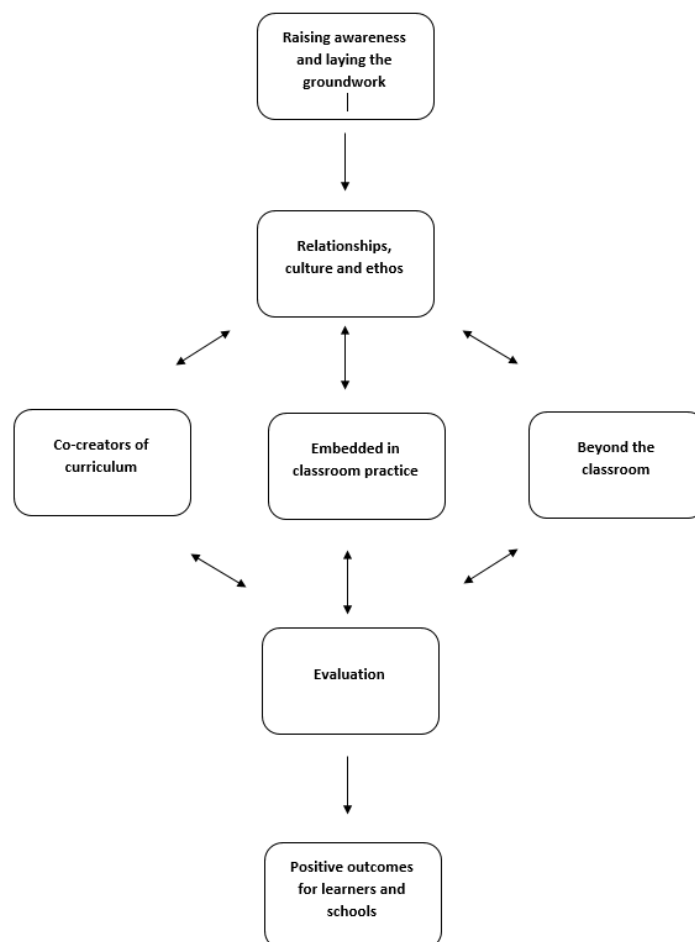 Raising awareness
and laying the
groundwork
Relationships,
culture and ethos
Co-creators of
curriculum
Embedded in
classroom practice
Beyond the
classroom
Evaluation
Positive outcomes
for learners and
schools